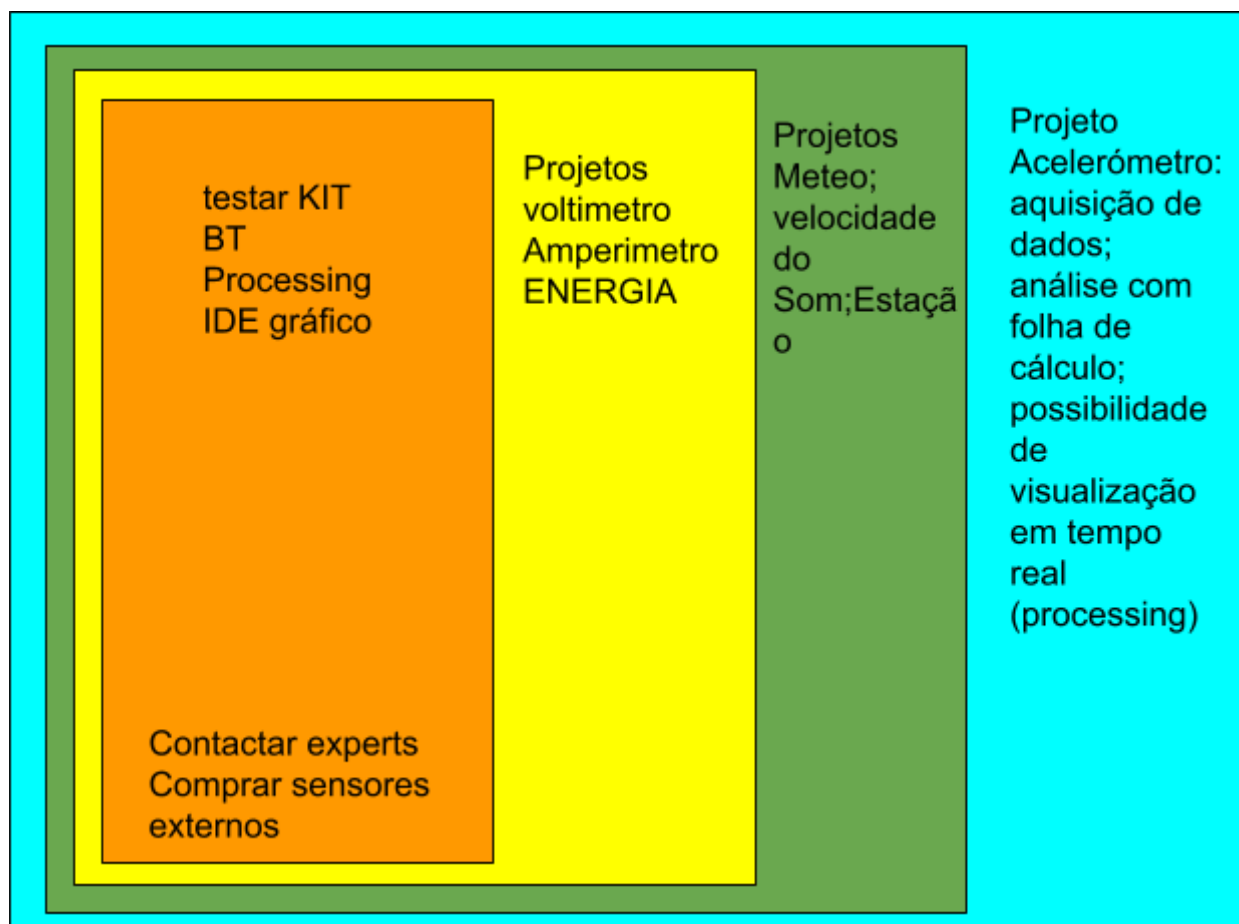 testar KIT
BT
Processing
IDE gráfico
Contactar experts
Comprar sensores
externos
Projetos
voltimetro
Amperimetro
ENERGIA
Projetos
Meteo;
velocidade
do
Som;Estaçã
o
Projeto
Acelerómetro:
aquisição de
dados;
análise com
folha de
cálculo;
possibilidade
de
visualização
em tempo
real
(processing)